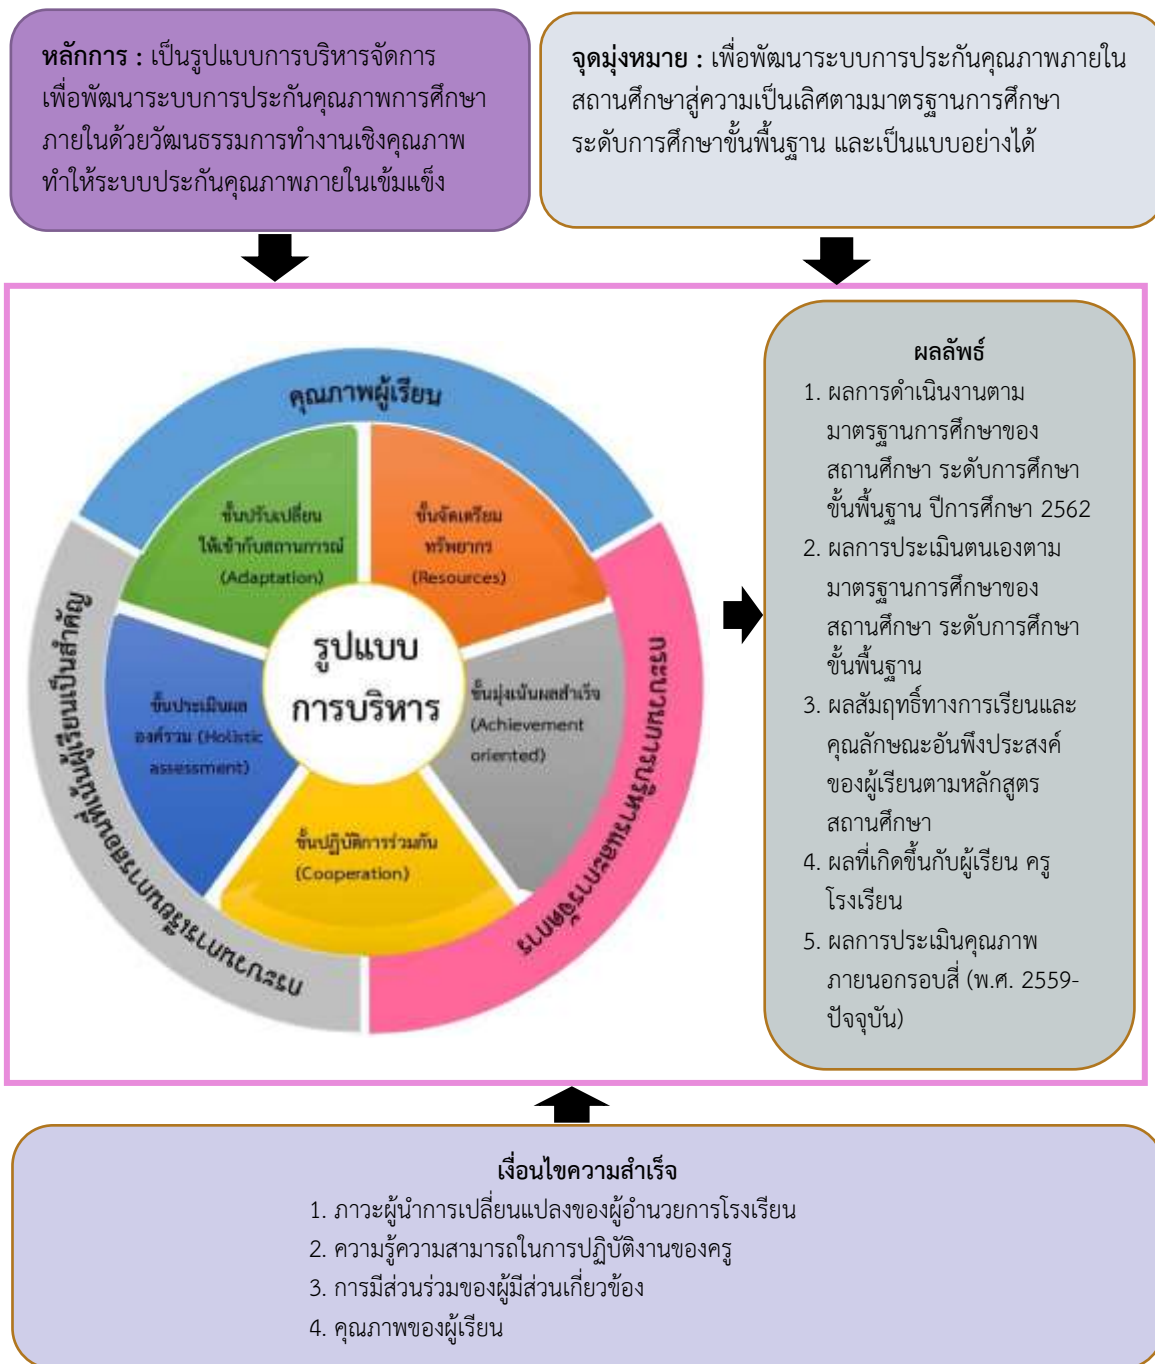 หลักการ : เป็นรูปแบบการบริหารจัดการ
เพื่อพัฒนาระบบการประกันคุณภาพการศึกษา
ภายในด้วยวัฒนธรรมการทำงานเชิงคุณภาพ
ทำให้ระบบประกันคุณภาพภายในเข้มแข็ง
จุดมุ่งหมาย : เพื่อพัฒนาระบบการประกันคุณภาพภายใน
สถานศึกษาสู่ความเป็นเลิศตามมาตรฐานการศึกษา
ระดับการศึกษาขั้นพื้นฐาน และเป็นแบบอย่างได้
คุณภาพผู้เรียน
กระบวนการบริหารและการจัดการ
กระบวนการเรียนการสอนที่เน้นผู้เรียนเป็นสำคัญ
รูปแบบ
การบริหาร
ขั้นจัดเตรียม
ทรัพยากร
(Resources)
ขั้นมุ่งเน้นผลสำเร็จ
(Achievement
oriented)
ขั้นปฏิบัติการร่วมกัน
(Cooperation)
ขั้นประเมินผล
องค์รวม (Holistic
assessment)
ขั้นปรับเปลี่ยน
ให้เข้ากับสถานการณ์
(Adaptation)
ผลลัพธ์
1. ผลการดำเนินงานตาม
มาตรฐานการศึกษาของ
สถานศึกษา ระดับการศึกษา
ขั้นพื้นฐาน ปีการศึกษา 2562
2. ผลการประเมินตนเองตาม
มาตรฐานการศึกษาของ
สถานศึกษา ระดับการศึกษา
ขั้นพื้นฐาน
3. ผลสัมฤทธิ์ทางการเรียนและ
คุณลักษณะอันพึงประสงค์
ของผู้เรียนตามหลักสูตร
สถานศึกษา
4. ผลที่เกิดขึ้นกับผู้เรียน ครู
โรงเรียน
5. ผลการประเมินคุณภาพ
ภายนอกรอบสี่ (พ.ศ. 2559-
ปัจจุบัน)
เงื่อนไขความสำเร็จ
1. ภาวะผู้นำการเปลี่ยนแปลงของผู้อำนวยการโรงเรียน
2. ความรู้ความสามารถในการปฏิบัติงานของครู
3. การมีส่วนร่วมของผู้มีส่วนเกี่ยวข้อง
4. คุณภาพของผู้เรียน